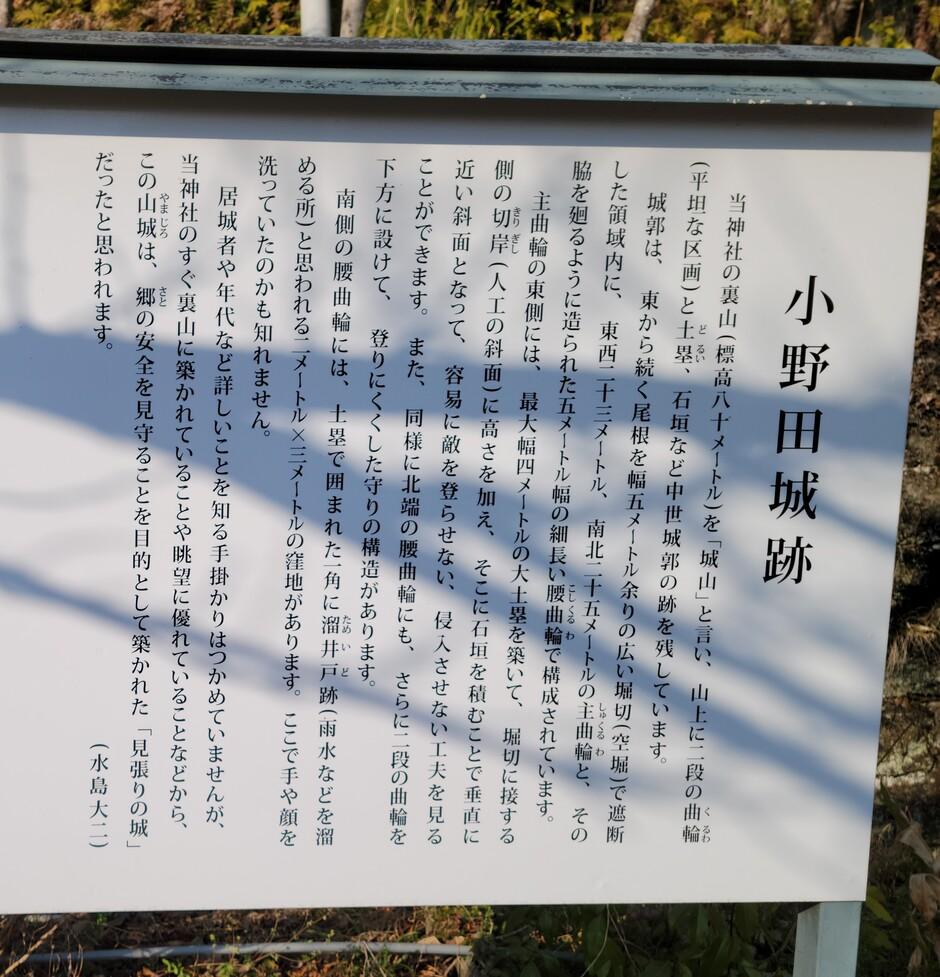 小野田城跡
当神社の裏山(標高八十メートル)を「城山」と言い、山上に二段の曲輪
(平坦な区画)と土塁、石垣など中世城郭の跡を残しています。
城郭は、東から続く尾根を幅五メートル余りの広い堀切(空堀)で遮断
した領域内に、東西二十三メートル、南北二十五メートルの主曲輪と、その
脇を廻るように造られた五メートル幅の細長い腰曲輪で構成されています。
主曲輪の東側には、最大幅四メートルの大土塁を築いて、堀切に接する
側の切岸(人工の斜面)に高さを加え、そこに石垣を積むことで垂直に
近い斜面となって、容易に敵を登らせない、侵入させない工夫を見る
ことができます。また、同様に北端の腰曲輪にも、さらに二段の曲輪を
下方に設けて、登りにくくした守りの構造があります。
南側の腰曲輪には、土塁で囲まれた一角に溜井戸跡(雨水などを溜
める所)と思われる二メートル×三メートルの窪地があります。ここで手や顔を
洗っていたのかも知れません。
居城者や年代など詳しいことを知る手掛かりはつかめていませんが、
当神社のすぐ裏山に築かれていることや眺望に優れていることなどから、
この山城は、郷の安全を見守ることを目的として築かれた「見張りの城」
だったと思われます。
(水島大二)